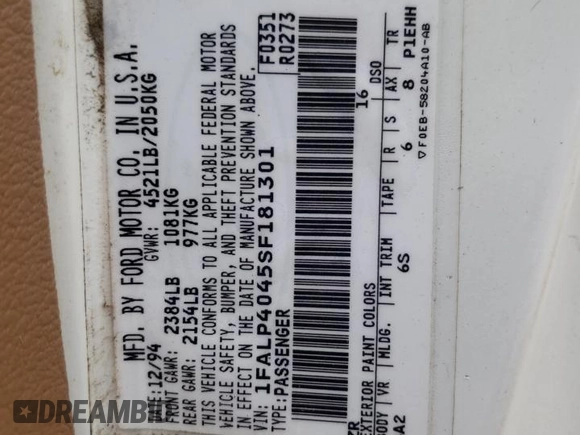 MFD. BY FORD MOTOR CO. IN U.S.A.
DATE: 12/94 GVWR: 4521LB/2050KG
FRONT GAWR: 2384LB 1081KG
REAR GAWR: 2154LB 977KG
THIS VEHICLE CONFORMS TO ALL APPLICABLE FEDERAL MOTOR
VEHICLE SAFETY, BUMPER, AND THEFT PREVENTION STANDARDS
IN EFFECT ON THE DATE OF MANUFACTURE SHOWN ABOVE.
VIN: 1FALP4045SF181301 F0351
TYPE: PASSENGER R0273
16 DSO
EXTERIOR PAINT COLORS
BODY VR MLDG. INT TRIM TAPE R S AX TR
A2 6S 6 8 P1EHH
▽F0EB-58204A10-AB
DREAMBID